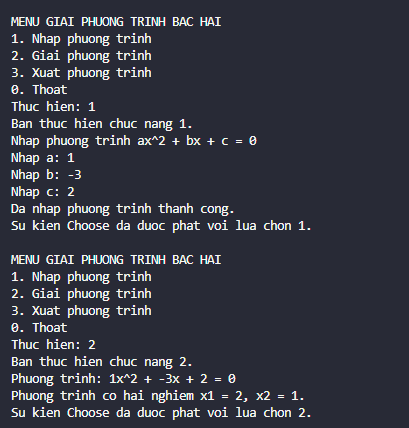 MENU GIAI PHUONG TRINH BAC HAI
1. Nhap phuong trinh
2. Giai phuong trinh
3. Xuat phuong trinh
0. Thoat
Thuc hien: 1
Ban thuc hien chuc nang 1.
Nhap phuong trinh ax^2 + bx + c = 0
Nhap a: 1
Nhap b: -3
Nhap c: 2
Da nhap phuong trinh thanh cong.
Su kien Choose da duoc phat voi lua chon 1.

MENU GIAI PHUONG TRINH BAC HAI
1. Nhap phuong trinh
2. Giai phuong trinh
3. Xuat phuong trinh
0. Thoat
Thuc hien: 2
Ban thuc hien chuc nang 2.
Phuong trinh: 1x^2 + -3x + 2 = 0
Phuong trinh co hai nghiem x1 = 2, x2 = 1.
Su kien Choose da duoc phat voi lua chon 2.